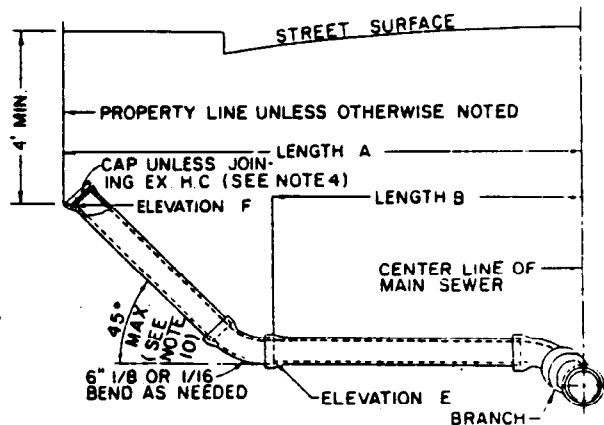 STREET SURFACE
4' MIN.
PROPERTY LINE UNLESS OTHERWISE NOTED
LENGTH A
CAP UNLESS JOIN-
ING EX. H.C (SEE NOTE 4)
ELEVATION F
LENGTH B
CENTER LINE OF
MAIN SEWER
45°
MAX.
(SEE
NOTE
10)
6" 1/8 OR 1/16
BEND AS NEEDED
ELEVATION E
BRANCH